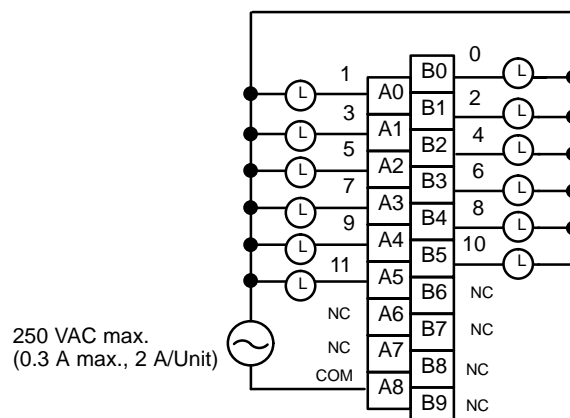 0
B0
L
1
L
A0
2
B1
L
3
L
A1
4
B2
L
5
L
A2
6
B3
L
7
L
A3
8
B4
L
9
L
A4
10
B5
L
11
L
A5
B6
NC
NC
A6
B7
NC
250 VAC max.
(0.3 A max., 2 A/Unit)
NC
A7
B8
NC
COM
A8
B9
NC